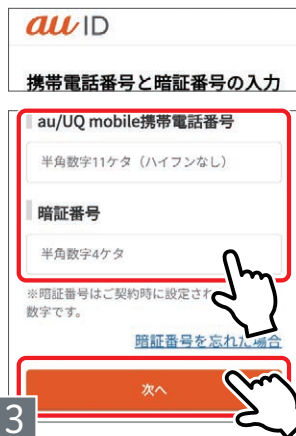 au ID
携帯電話番号と暗証番号の入力
au/UQ mobile携帯電話番号
半角数字11ケタ（ハイフンなし）
暗証番号
半角数字4ケタ
※暗証番号はご契約時に設定され
数字です。
暗証番号を忘れた場合
次へ
3